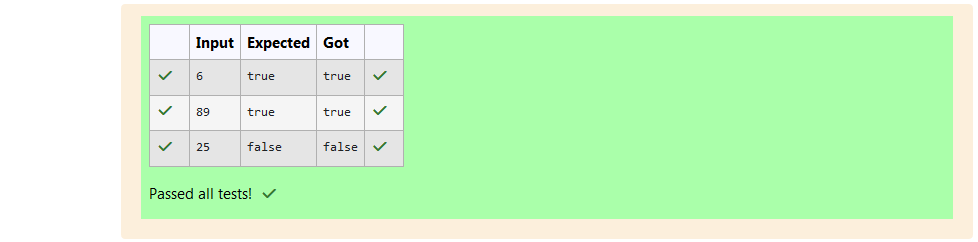 Input Expected Got
6 true true
89 true true
25 false false
Passed all tests!